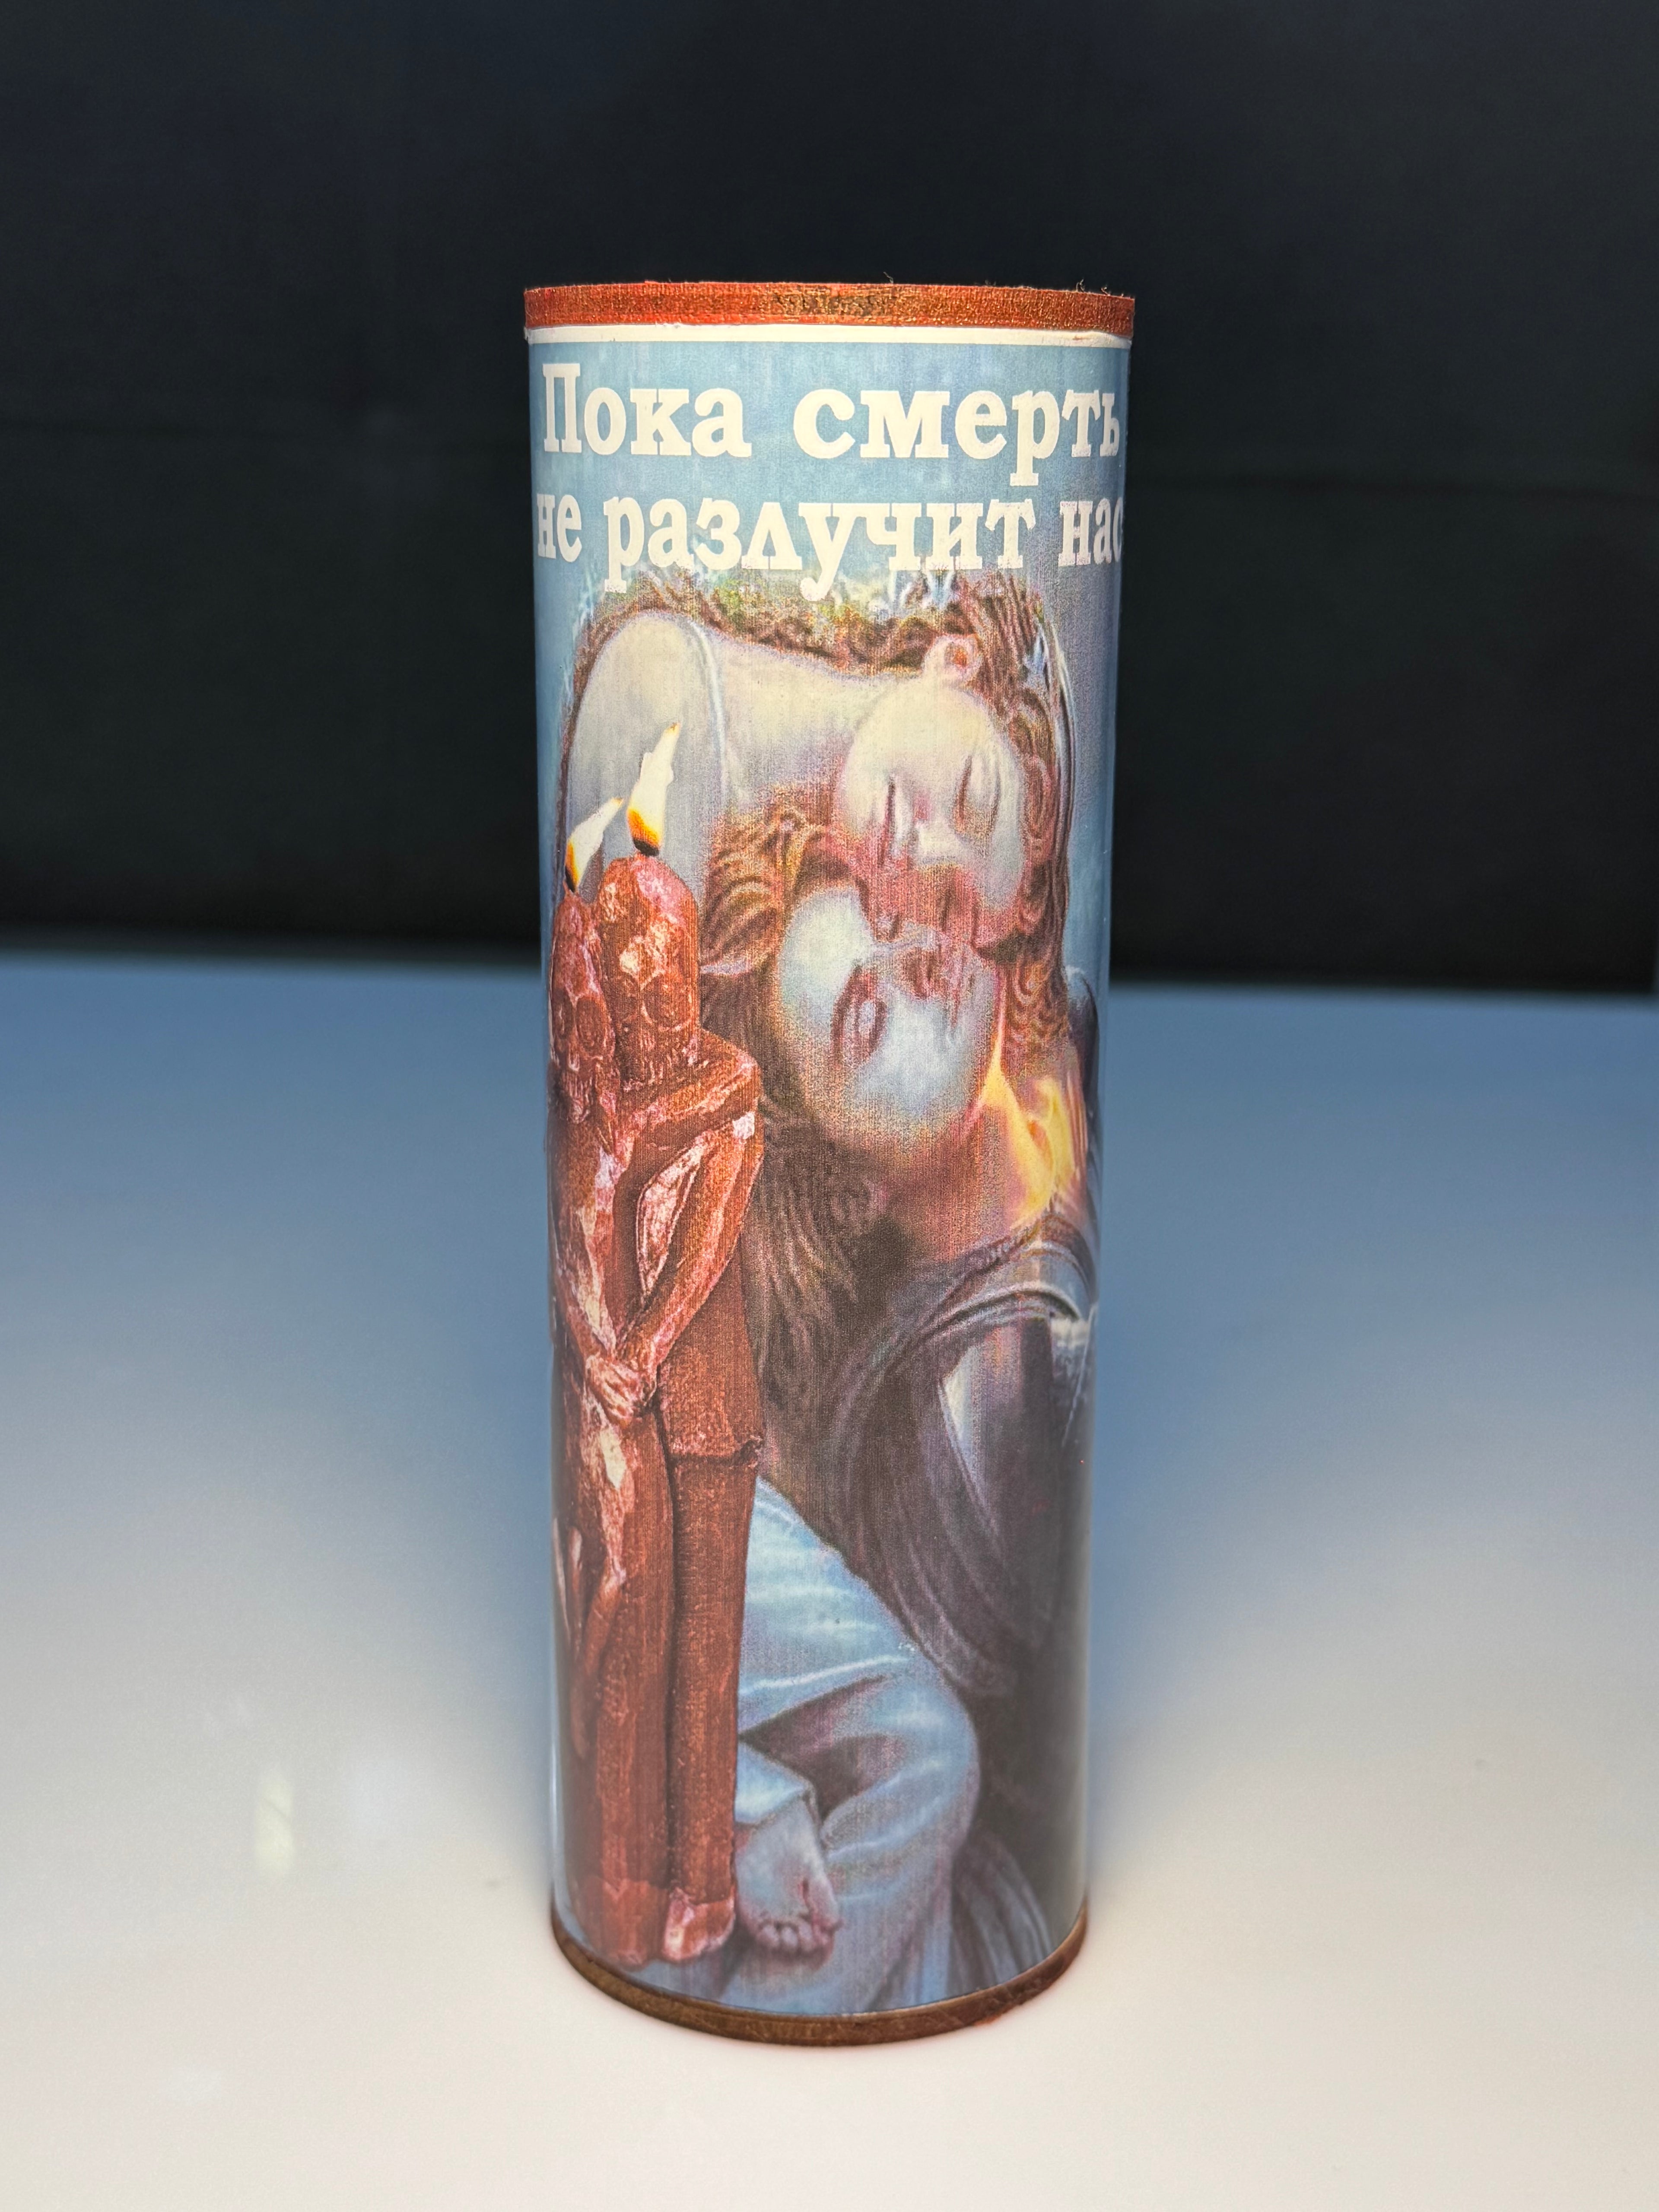 Пока смерть
не разлучит нас